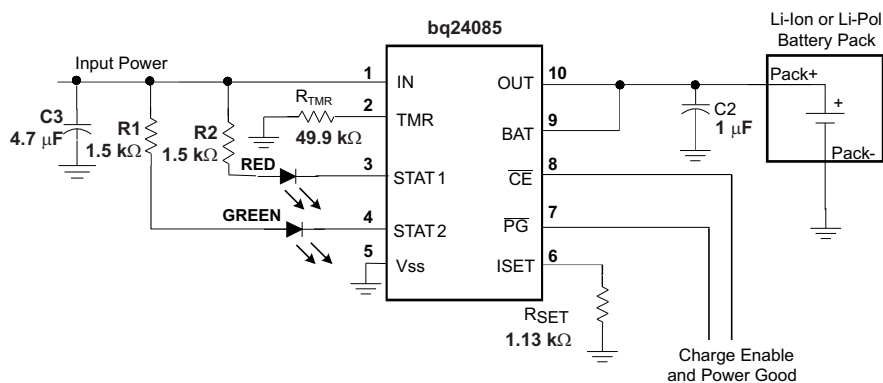 bq24085
Li-Ion or Li-Pol
Battery Pack
Input Power
1
IN
OUT
10
Pack+
C3
4.7 μF
R1
1.5 kΩ
R2
1.5 kΩ
RTMR
49.9 kΩ
2
TMR
BAT
9
C2
1 μF
+
Pack-
RED
3
STAT1
CE
8
GREEN
4
STAT2
PG
7
5
Vss
ISET
6
RSET
1.13 kΩ
Charge Enable
and Power Good